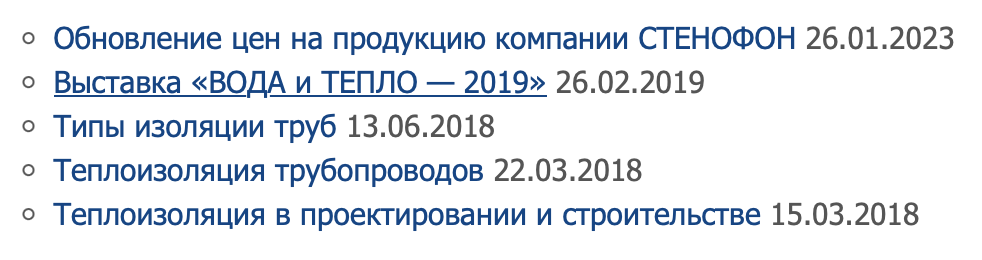 Обновление цен на продукцию компании СТЕНОФОН 26.01.2023
Выставка «ВОДА и ТЕПЛО — 2019» 26.02.2019
Типы изоляции труб 13.06.2018
Теплоизоляция трубопроводов 22.03.2018
Теплоизоляция в проектировании и строительстве 15.03.2018